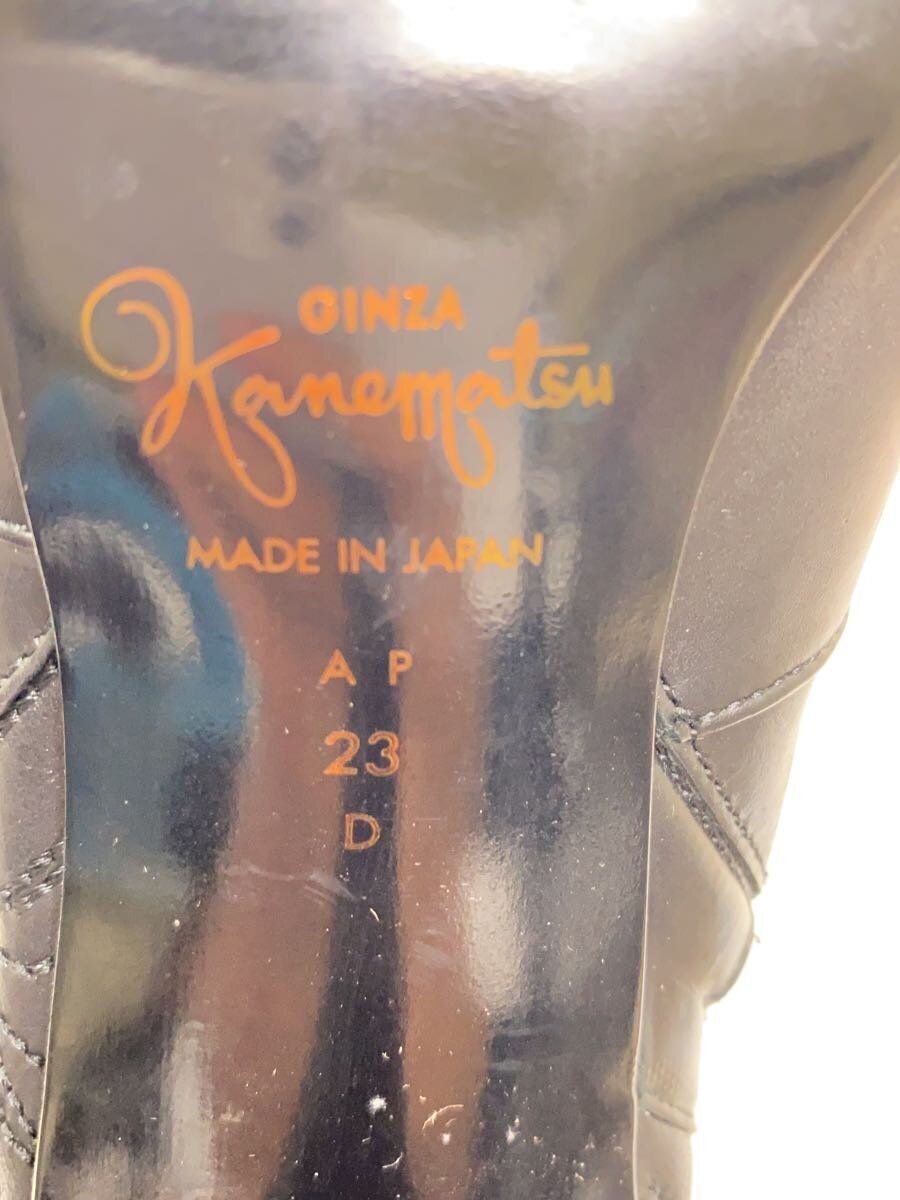 GINZA
Kanematsu
MADE IN JAPAN
A P
23
D